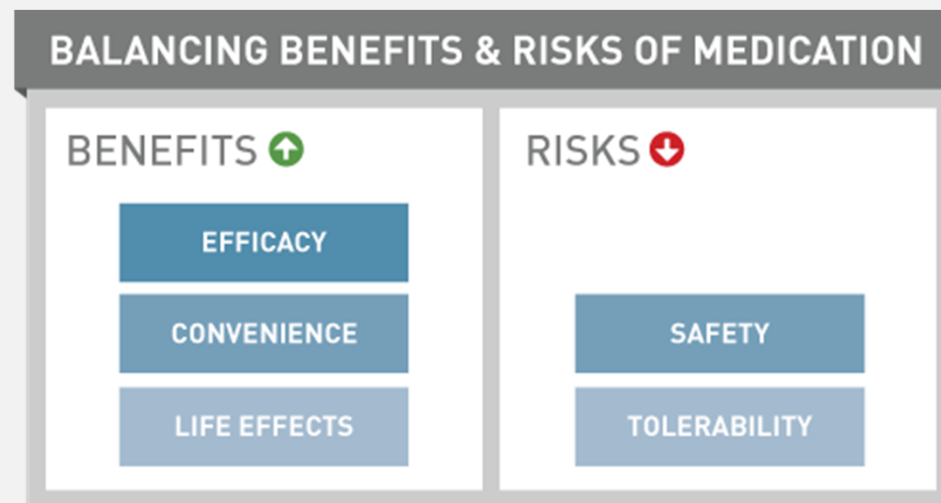 BALANCING BENEFITS & RISKS OF MEDICATION
BENEFITS
EFFICACY
CONVENIENCE
LIFE EFFECTS
RISKS
SAFETY
TOLERABILITY